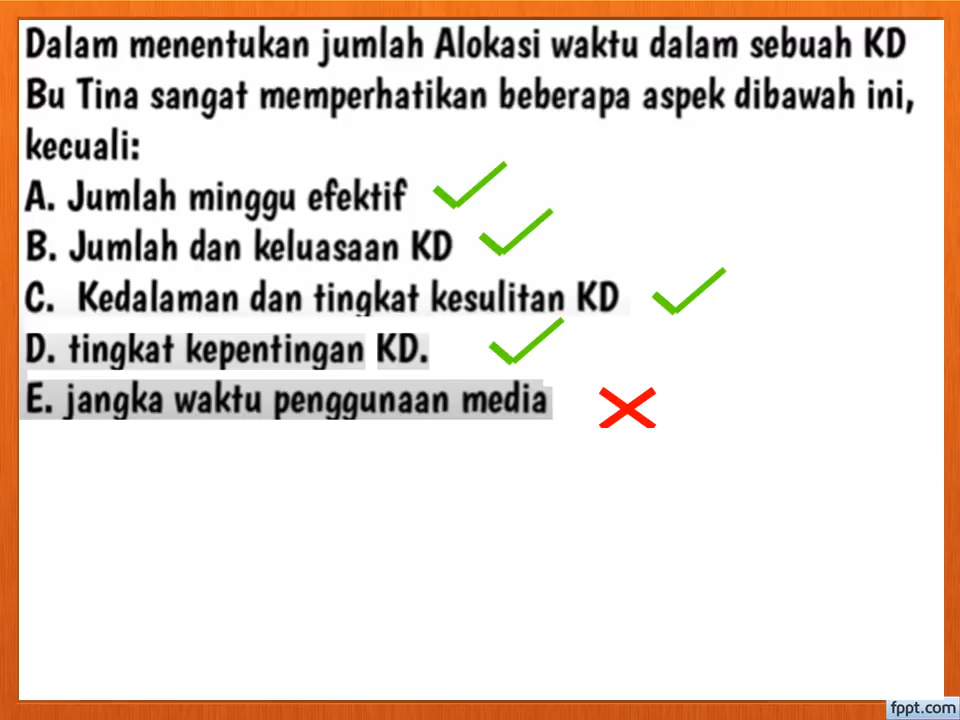 Dalam menentukan jumlah Alokasi waktu dalam sebuah KD
Bu Tina sangat memperhatikan beberapa aspek dibawah ini,
kecuali:
A. Jumlah minggu efektif
B. Jumlah dan keluasaan KD
C. Kedalaman dan tingkat kesulitan KD
D. tingkat kepentingan KD.
E. jangka waktu penggunaan media
fppt.com